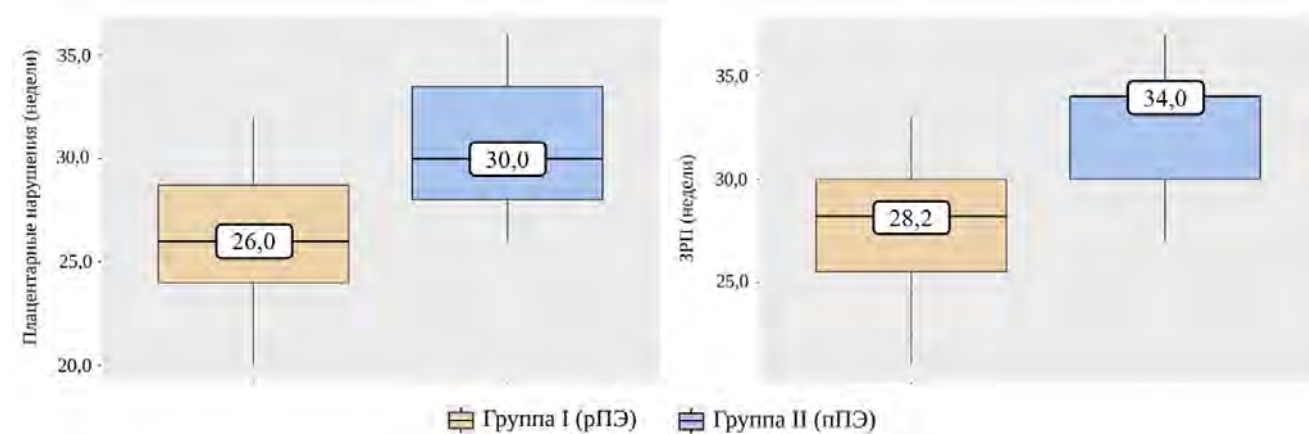 Плацентарные нарушения (недели)
35,0
30,0
25,0
20,0
26,0
30,0
ЗРП (недели)
35,0
30,0
25,0
28,2
34,0
Группа I (рПЭ)
Группа II (пПЭ)